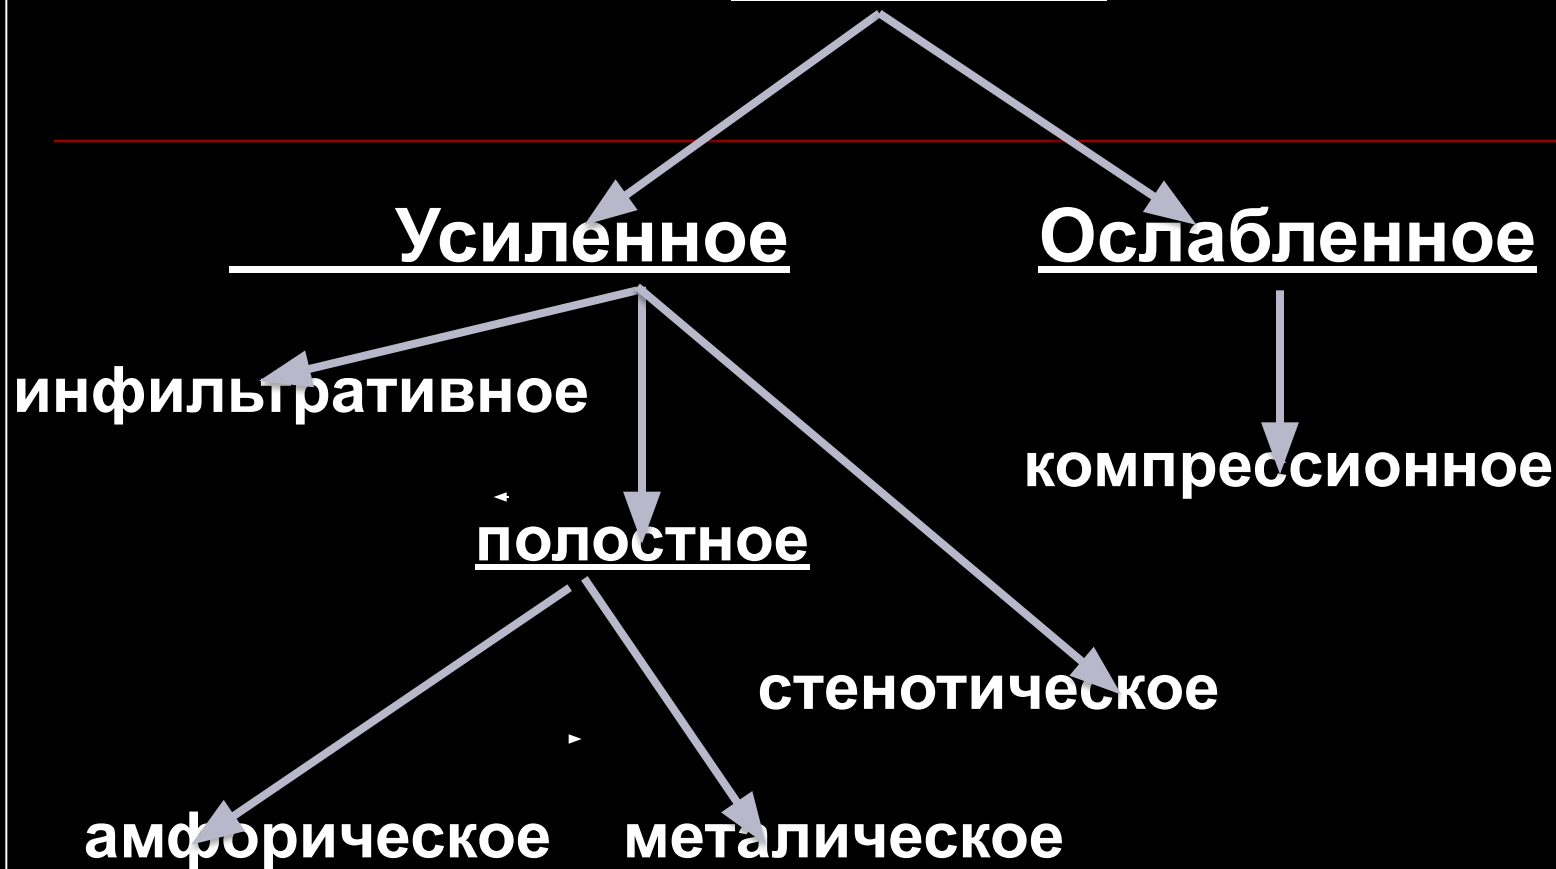 Усиленное Ослабленное
инфильтративное
компрессионное
полостное
стенотическое
амфорическое металическое